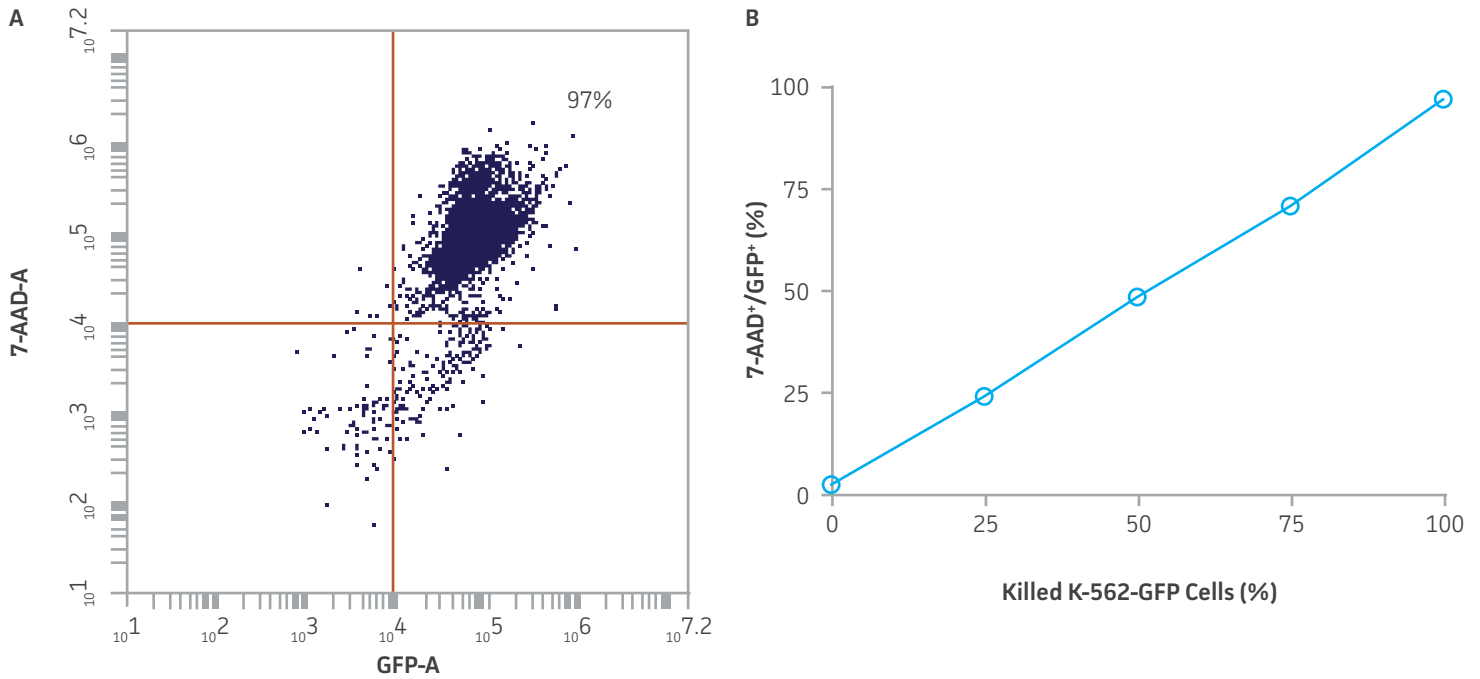 A
7-AAD-A
10^7.2
10^6
10^5
10^4
10^3
10^2
10^1
97%
10^1 10^2 10^3 10^4 10^5 10^6 10^7.2
GFP-A
B
7-AAD⁺/GFP⁺ (%)
100
75
50
25
0
0 25 50 75 100
Killed K-562-GFP Cells (%)